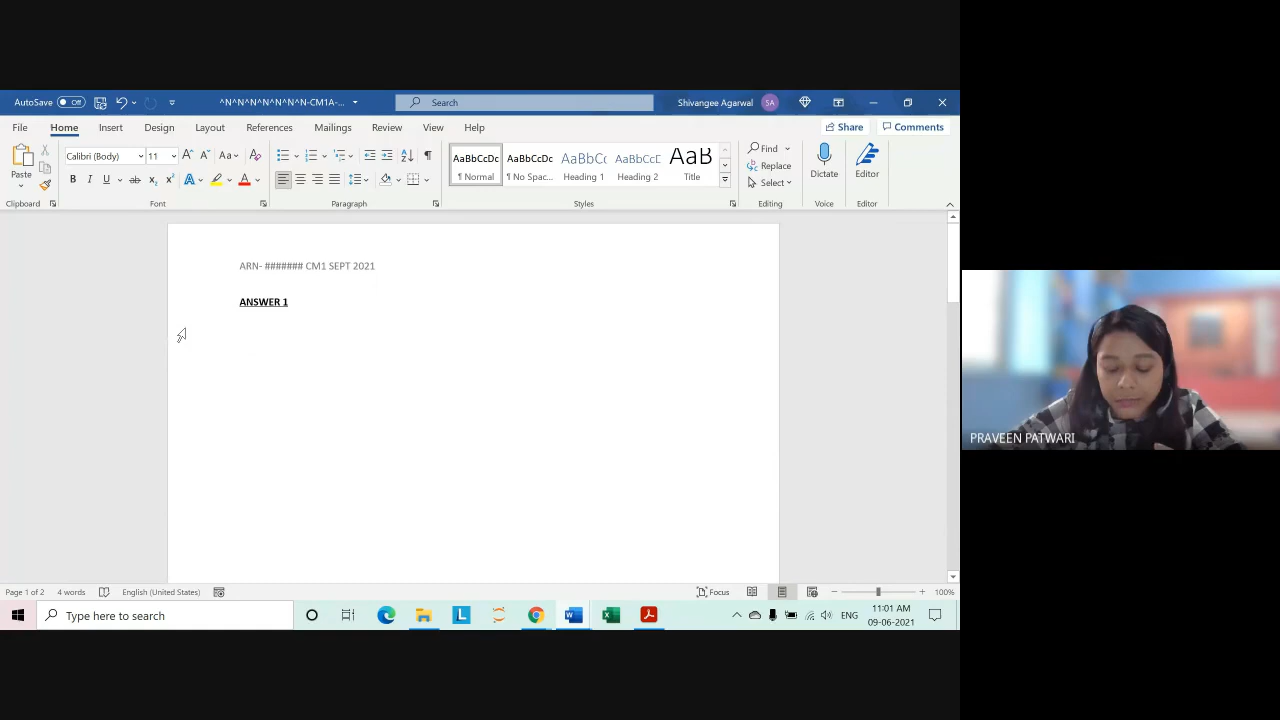 AutoSave Off ^N^N^N^N^N^N^N-CM1A-... Search Shivangee Agarwal SA
File Home Insert Design Layout References Mailings Review View Help Share Comments
Paste Calibri (Body) 11 AaBbCcDc AaBbCcDc AaBbCc AaBbCcD AaB Find Replace Select Dictate Editor
¶ Normal ¶ No Spac... Heading 1 Heading 2 Title
Clipboard Font Paragraph Styles Editing Voice Editor
ARN- ####### CM1 SEPT 2021
ANSWER 1
PRAVEEN PATWARI
Page 1 of 2 4 words English (United States) Focus 100%
Type here to search ENG 11:01 AM
09-06-2021